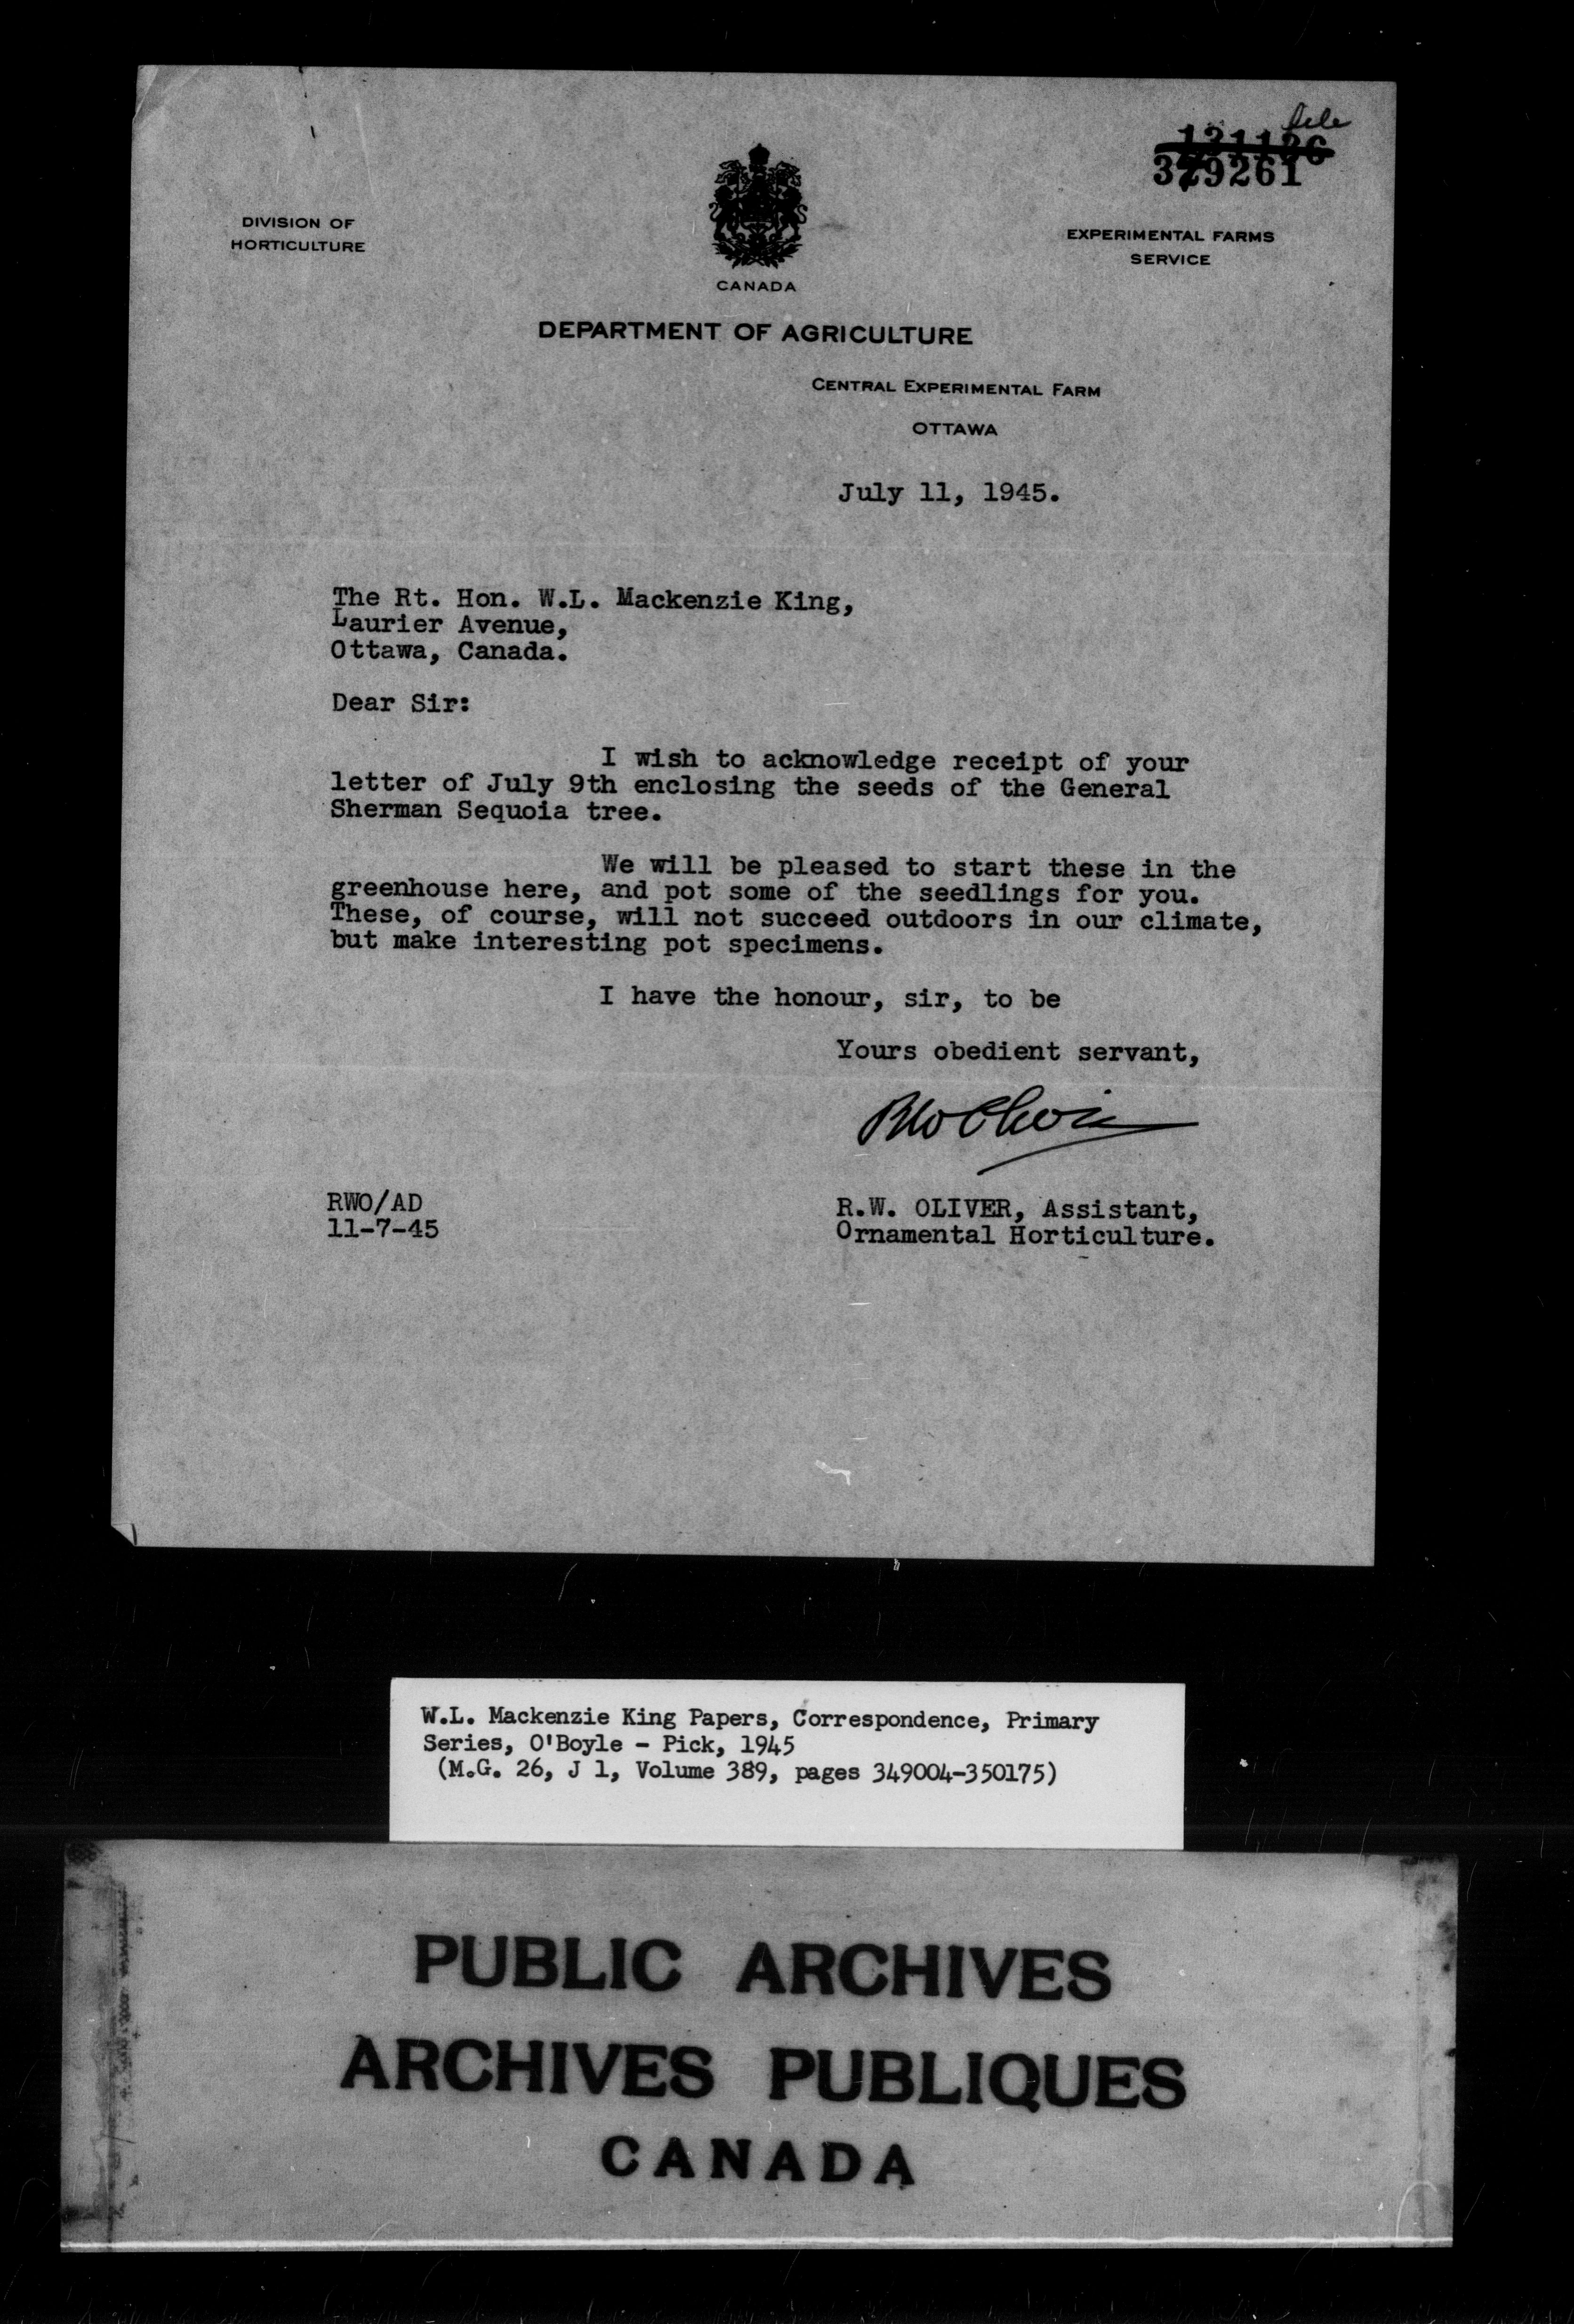 DIVISION OF
HORTICULTURE
CANADA
EXPERIMENTAL FARMS
SERVICE
DEPARTMENT OF AGRICULTURE
CENTRAL EXPERIMENTAL FARM
OTTAWA
July 11, 1945.
The Rt. Hon. W.L. Mackenzie King,
Laurier Avenue,
Ottawa, Canada.
Dear Sir:
I wish to acknowledge receipt of your
letter of July 9th enclosing the seeds of the General
Sherman Sequoia tree.
We will be pleased to start these in the
greenhouse here, and pot some of the seedlings for you.
These, of course, will not succeed outdoors in our climate,
but make interesting pot specimens.
I have the honour, sir, to be
Yours obedient servant,
RWO/AD
11-7-45
R.W. OLIVER, Assistant,
Ornamental Horticulture.
W.L. Mackenzie King Papers, Correspondence, Primary
Series, O'Boyle - Pick, 1945
(M.G. 26, J 1, Volume 389, pages 349004-350175)
PUBLIC ARCHIVES
ARCHIVES PUBLIQUES
CANADA